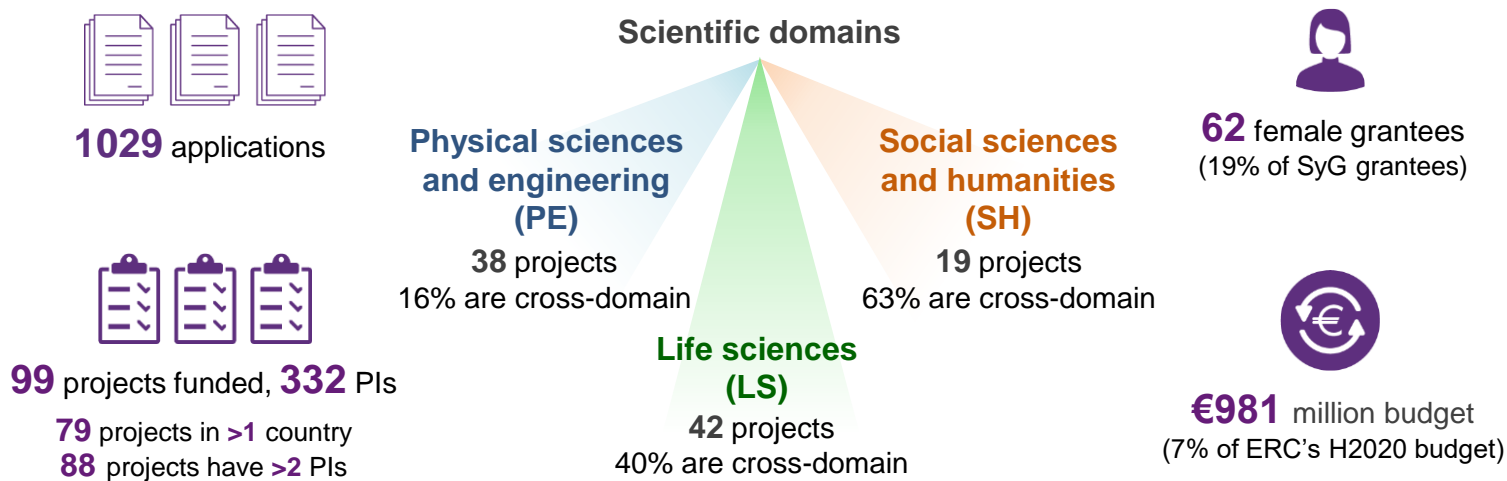 1029 applications
99 projects funded, 332 PIs
79 projects in >1 country
88 projects have >2 PIs
Scientific domains
Physical sciences
and engineering
(PE)
38 projects
16% are cross-domain
Life sciences
(LS)
42 projects
40% are cross-domain
Social sciences
and humanities
(SH)
19 projects
63% are cross-domain
62 female grantees
(19% of SyG grantees)
€
€981 million budget
(7% of ERC's H2020 budget)